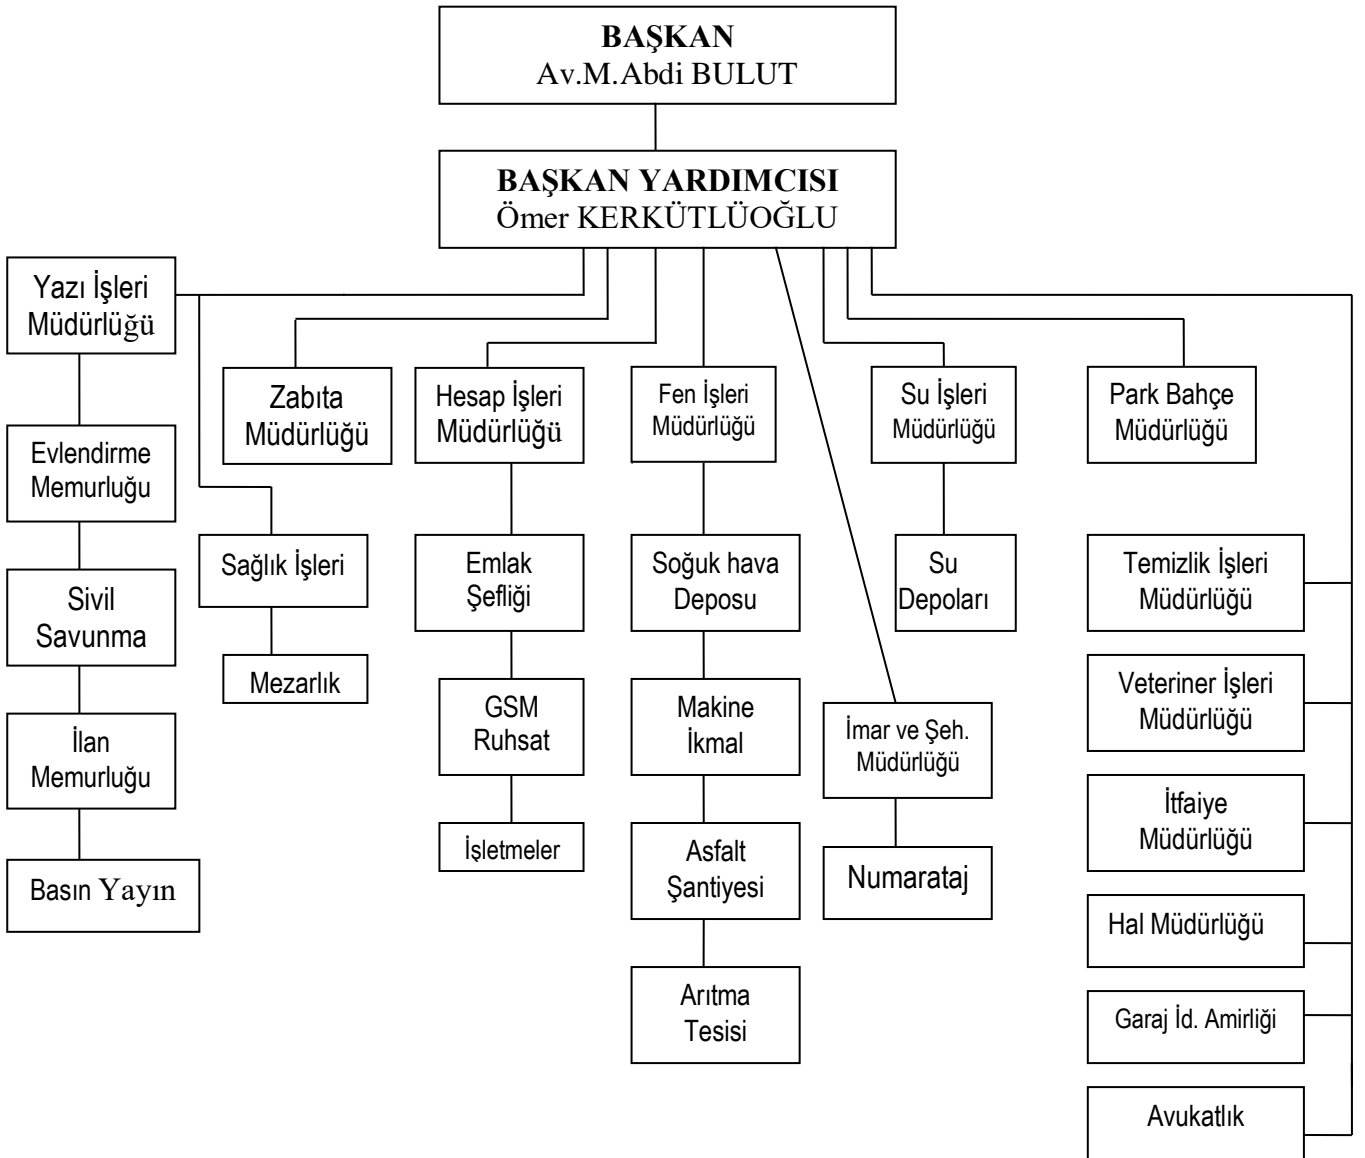 BAŞKAN
Av.M.Abdi BULUT
BAŞKAN YARDIMCISI
Ömer KERKÜTLÜOĞLU
Yazı İşleri
Müdürlüğü
Evlendirme
Memurluğu
Sivil
Savunma
İlan
Memurluğu
Basın Yayın
Sağlık İşleri
Mezarlık
Zabıta
Müdürlüğü
Hesap İşleri
Müdürlüğü
Emlak
Şefliği
GSM
Ruhsat
İşletmeler
Fen İşleri
Müdürlüğü
Soğuk hava
Deposu
Makine
İkmal
Asfalt
Şantiyesi
Arıtma
Tesisi
İmar ve Şeh.
Müdürlüğü
Numarataj
Su İşleri
Müdürlüğü
Su
Depoları
Park Bahçe
Müdürlüğü
Temizlik İşleri
Müdürlüğü
Veteriner İşleri
Müdürlüğü
İtfaiye
Müdürlüğü
Hal Müdürlüğü
Garaj İd. Amirliği
Avukatlık